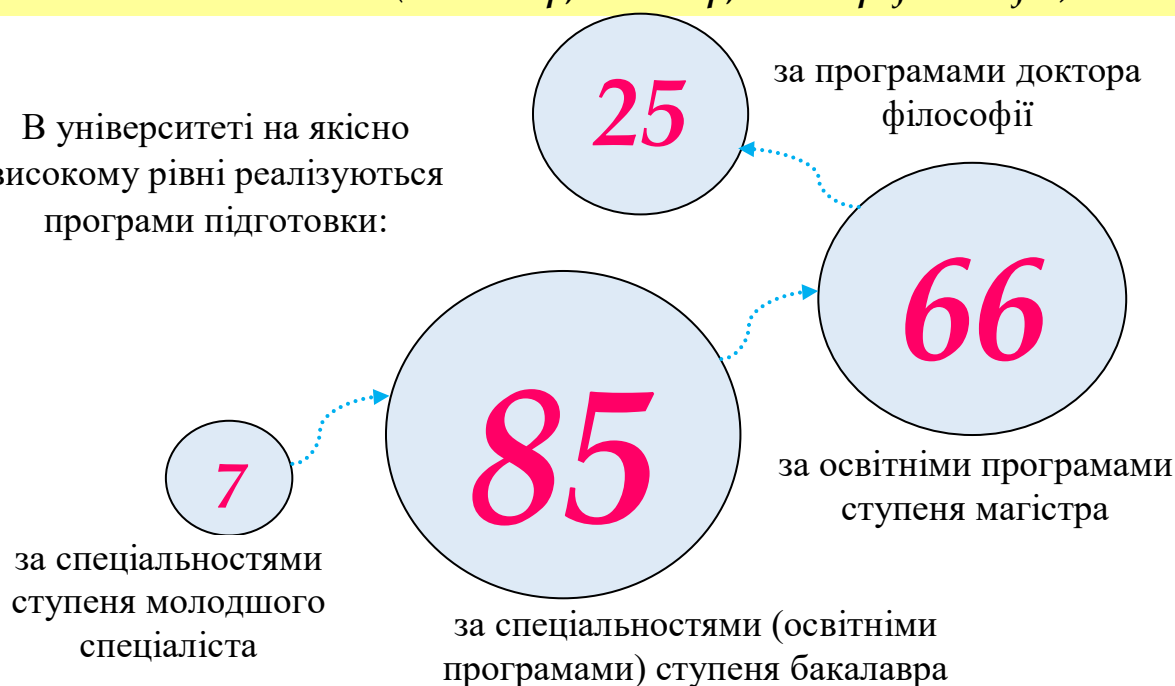 В університеті на якісно
високому рівні реалізуються
програми підготовки:
25
за програмами доктора
філософії
66
за освітніми програмами
ступеня магістра
85
за спеціальностями (освітніми
програмами) ступеня бакалавра
7
за спеціальностями
ступеня молодшого
спеціаліста